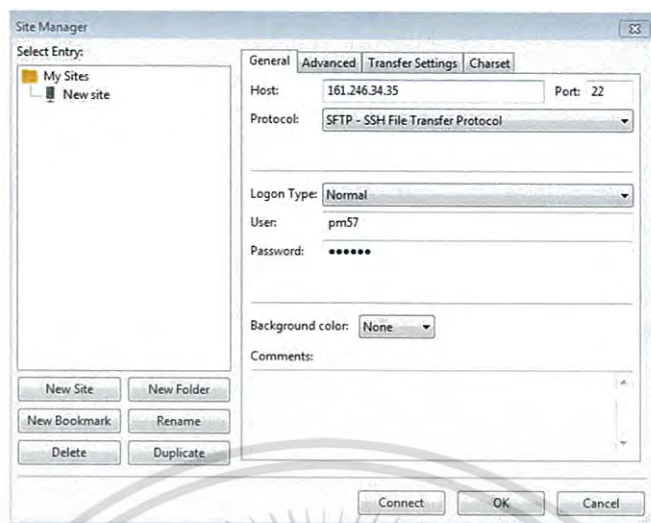 Site Manager
Select Entry:
My Sites
New site
New Site New Folder
New Bookmark Rename
Delete Duplicate
General Advanced Transfer Settings Charset
Host: 161.246.34.35 Port: 22
Protocol: SFTP - SSH File Transfer Protocol
Logon Type: Normal
User: pm57
Password: ●●●●●●
Background color: None
Comments:
Connect OK Cancel